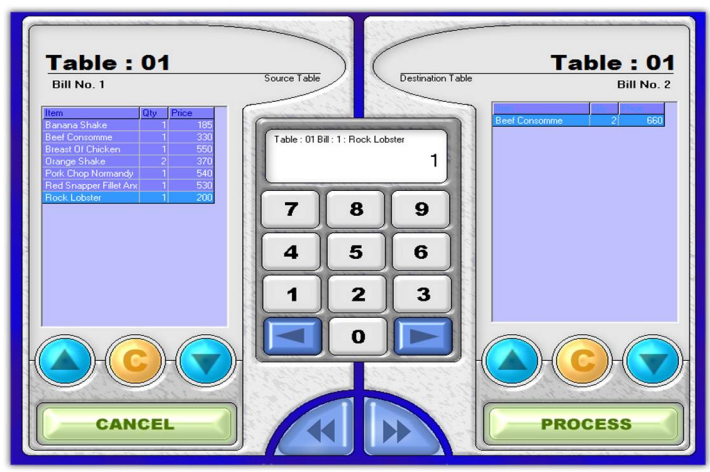 Table : 01
Bill No. 1
Source Table
Item Qty Price
Banana Shake 1 185
Beef Consomme 1 330
Breast Of Chicken 1 550
Orange Shake 2 370
Pork Chop Normandy 1 540
Red Snapper Fillet An 1 530
Rock Lobster 1 200
C
CANCEL
Table : 01 Bill : 1 : Rock Lobster
1
7 8 9
4 5 6
1 2 3
0
Destination Table
Table : 01
Bill No. 2
Beef Consomme 2 660
C
PROCESS